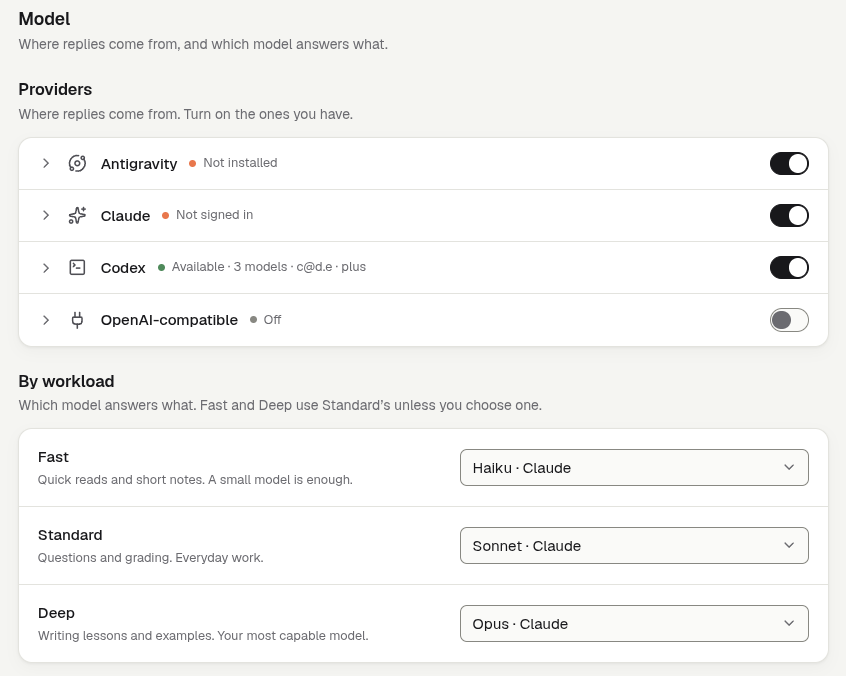 Model
Where replies come from, and which model answers what.
Providers
Where replies come from. Turn on the ones you have.
Antigravity Not installed
Claude Not signed in
Codex Available · 3 models · c@d.e · plus
OpenAI-compatible Off
By workload
Which model answers what. Fast and Deep use Standard’s unless you choose one.
Fast
Quick reads and short notes. A small model is enough.
Haiku · Claude
Standard
Questions and grading. Everyday work.
Sonnet · Claude
Deep
Writing lessons and examples. Your most capable model.
Opus · Claude